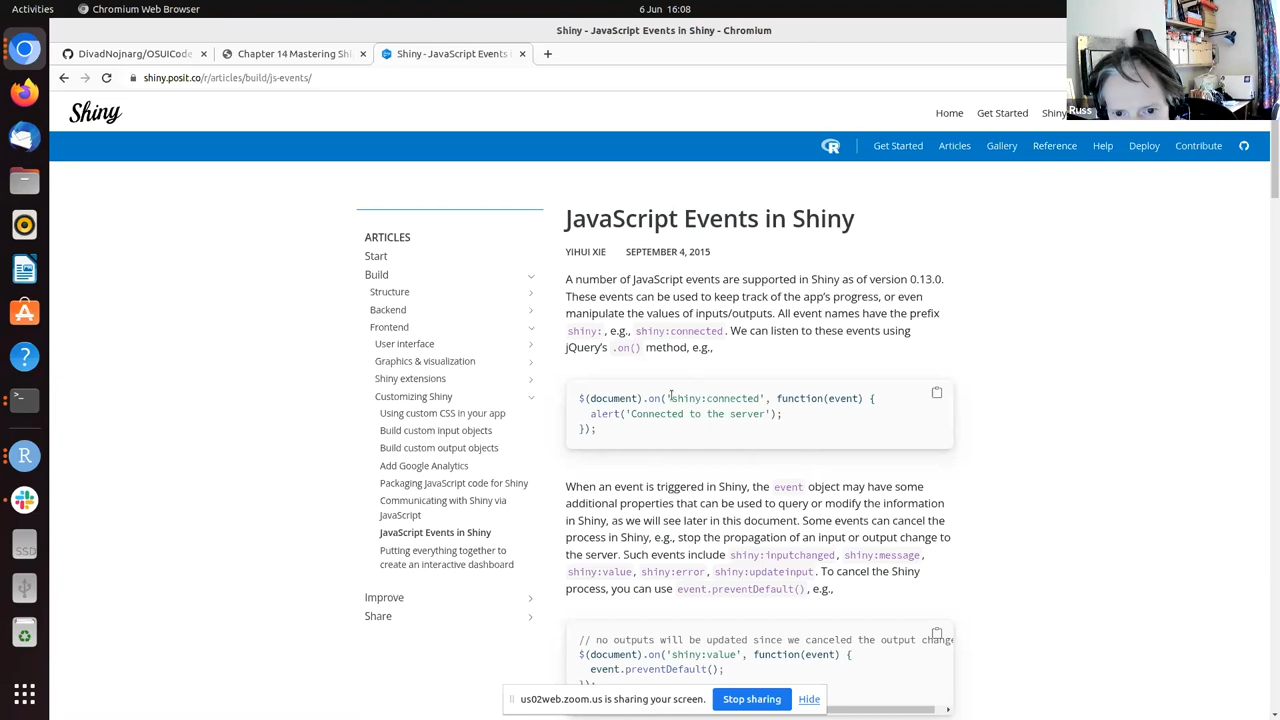 Activities
Chromium Web Browser
6 Jun 16:08
Shiny - JavaScript Events in Shiny - Chromium
DivadNojnarg/OSUICode
Chapter 14 Mastering Shi
Shiny - JavaScript Events i
shiny.posit.co/r/articles/build/js-events/
Russ
Shiny
Home
Get Started
Shiny
Get Started
Articles
Gallery
Reference
Help
Deploy
Contribute
ARTICLES
Start
Build
Structure
Backend
Frontend
User interface
Graphics & visualization
Shiny extensions
Customizing Shiny
Using custom CSS in your app
Build custom input objects
Build custom output objects
Add Google Analytics
Packaging JavaScript code for Shiny
Communicating with Shiny via
JavaScript
JavaScript Events in Shiny
Putting everything together to
create an interactive dashboard
Improve
Share
JavaScript Events in Shiny
YIHUI XIE SEPTEMBER 4, 2015
A number of JavaScript events are supported in Shiny as of version 0.13.0.
These events can be used to keep track of the app's progress, or even
manipulate the values of inputs/outputs. All event names have the prefix
shiny:, e.g., shiny:connected. We can listen to these events using
jQuery's .on() method, e.g.,
$(document).on('shiny:connected', function(event) {
alert('Connected to the server');
});
When an event is triggered in Shiny, the event object may have some
additional properties that can be used to query or modify the information
in Shiny, as we will see later in this document. Some events can cancel the
process in Shiny, e.g., stop the propagation of an input or output change to
the server. Such events include shiny:inputchanged, shiny:message,
shiny:value, shiny:error, shiny:updateinput. To cancel the Shiny
process, you can use event.preventDefault(), e.g.,
// no outputs will be updated since we canceled the output change
$(document).on('shiny:value', function(event) {
event.preventDefault();
});
us02web.zoom.us is sharing your screen.
Stop sharing
Hide
SSD